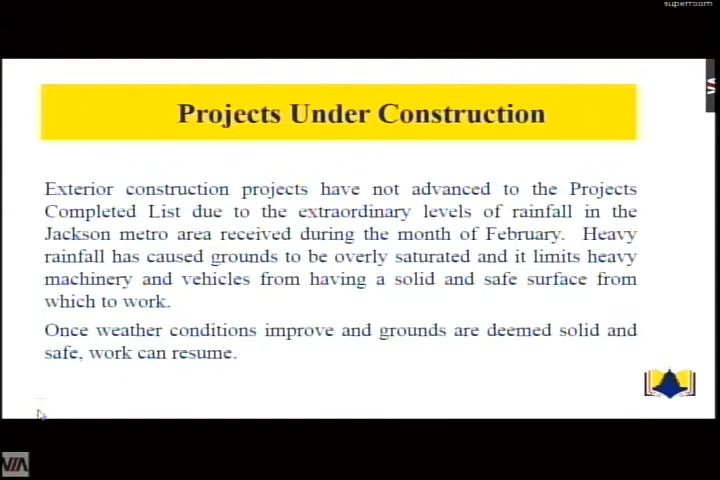 superroom
Projects Under Construction
Exterior construction projects have not advanced to the Projects
Completed List due to the extraordinary levels of rainfall in the
Jackson metro area received during the month of February. Heavy
rainfall has caused grounds to be overly saturated and it limits heavy
machinery and vehicles from having a solid and safe surface from
which to work.
Once weather conditions improve and grounds are deemed solid and
safe, work can resume.
VIA